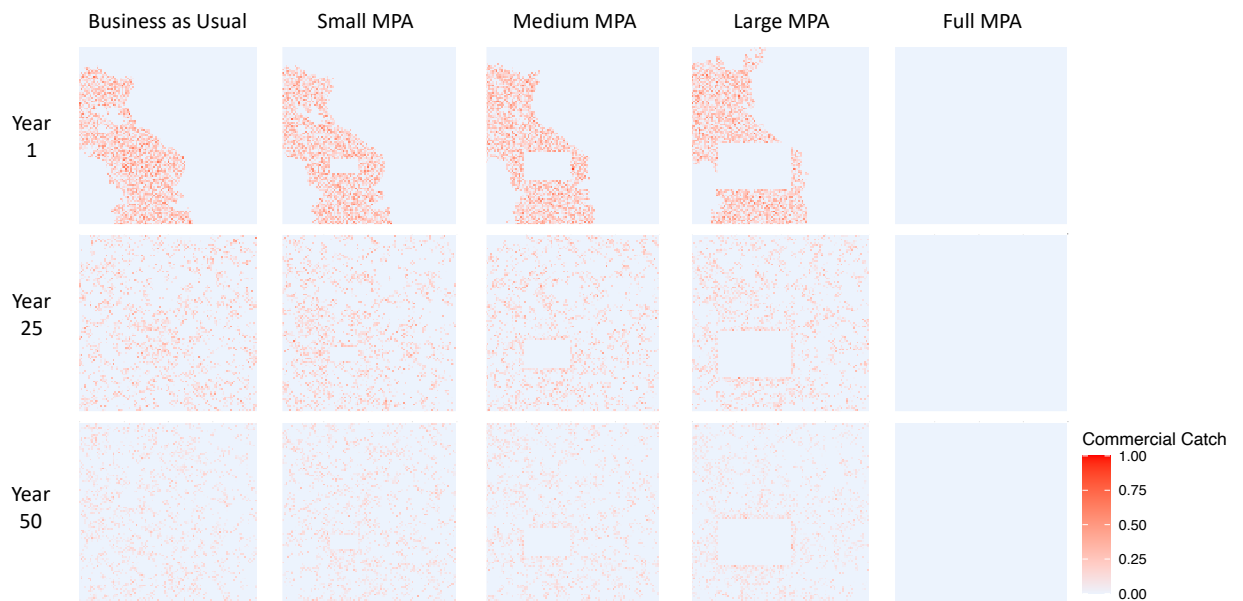 Business as Usual
Small MPA
Medium MPA
Large MPA
Full MPA
Year
1
Year
25
Year
50
Commercial Catch
1.00
0.75
0.50
0.25
0.00